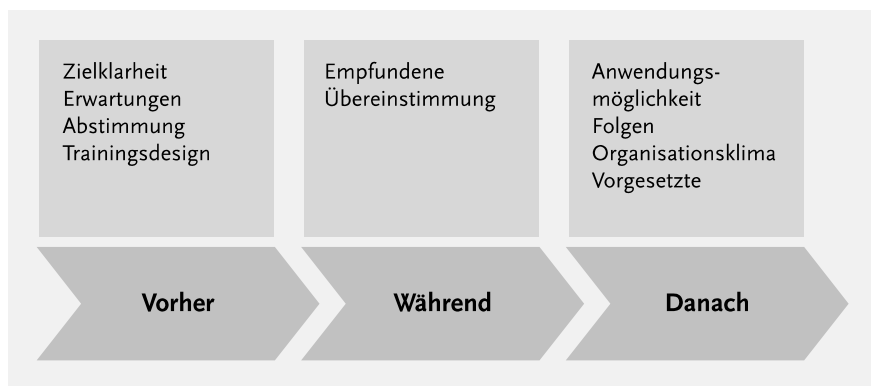 Zielklarheit
Erwartungen
Abstimmung
Trainingsdesign
Empfundene
Übereinstimmung
Anwendungs-
möglichkeit
Folgen
Organisationsklima
Vorgesetzte
Vorher
Während
Danach